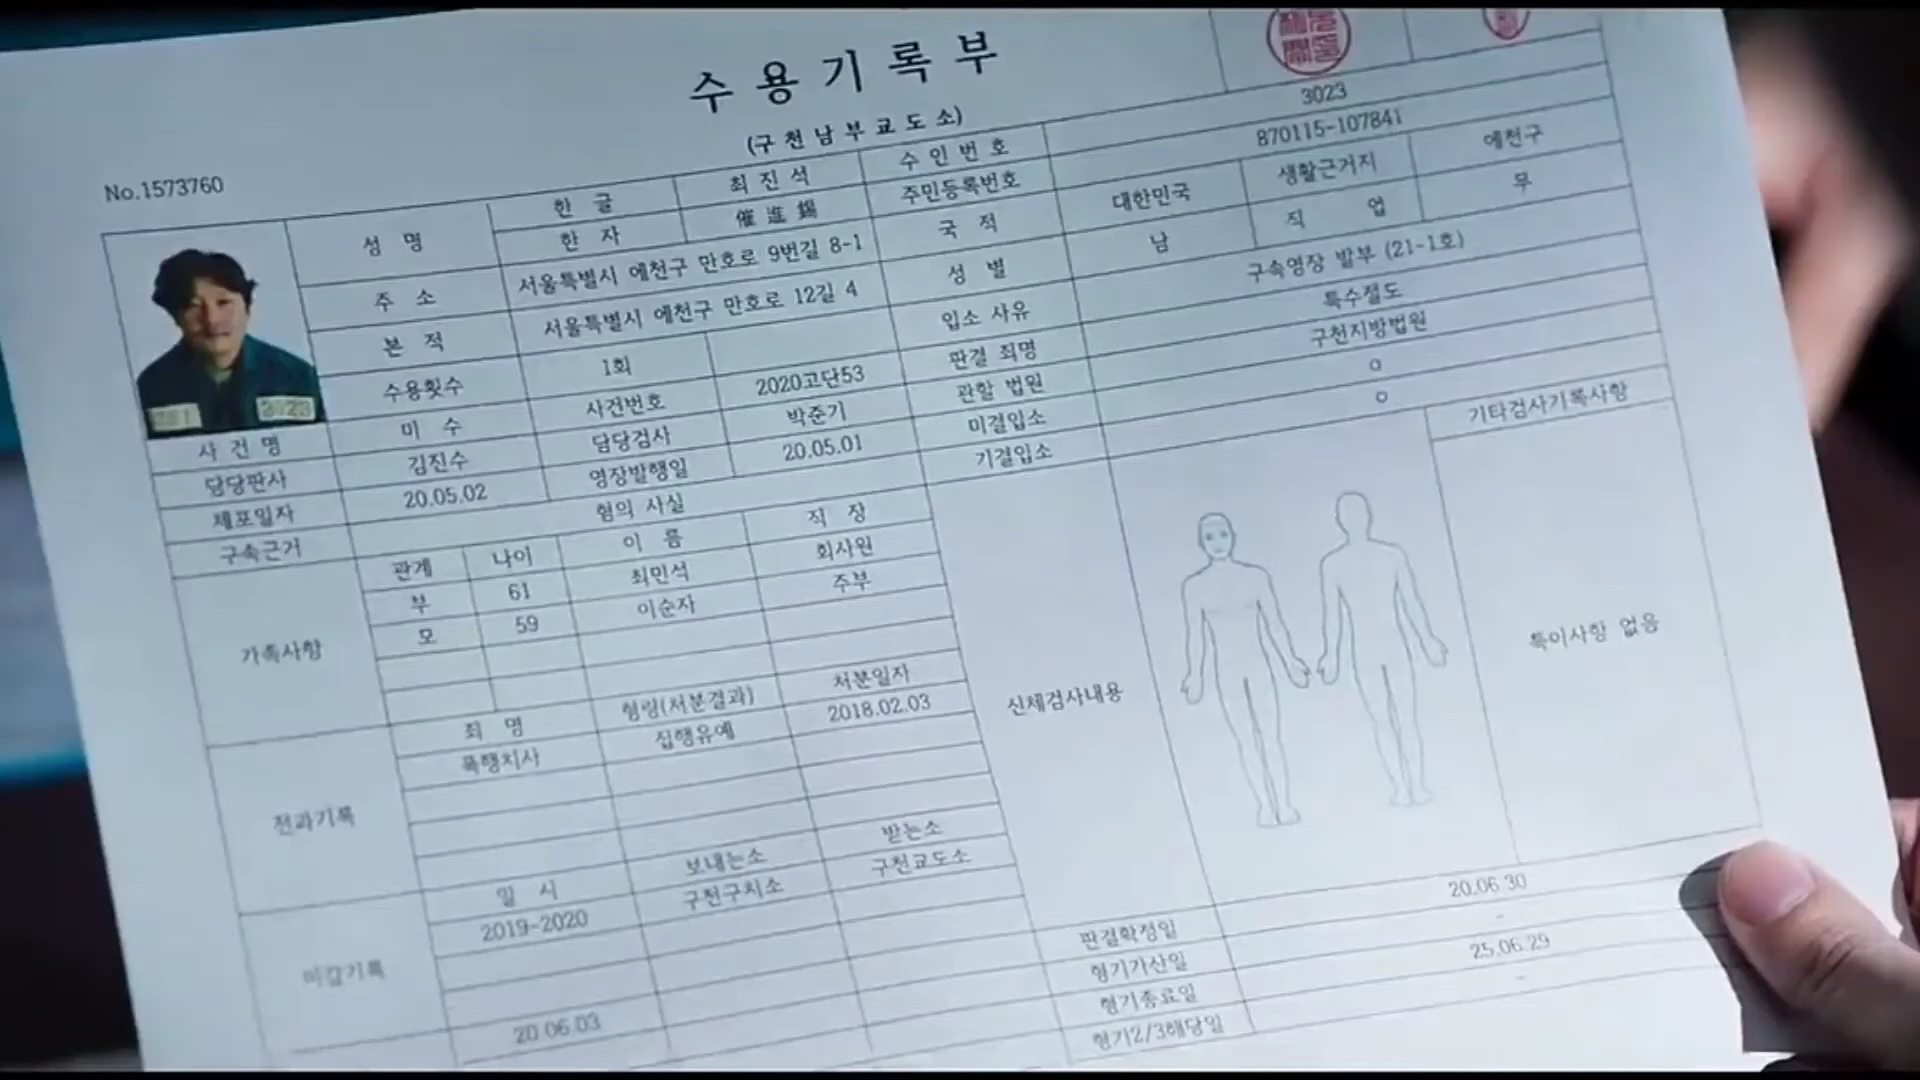 수용기록부
(구천남부교도소)
No.1573760
성 명 한 글 최진석 수인번호 3023
한 자 催進錫 주민등록번호 870115-107841
주 소 서울특별시 에천구 만호로 9번길 8-1 국 적 대한민국 생활근거지 에천구
본 적 서울특별시 에천구 만호로 12길 4 성 별 남 직 업 무
수용횟수 1회 입소 사유 구속영장 발부 (21-1호)
사건명 미 수 사건번호 2020고단53 판결 죄명 특수절도
담당판사 김진수 담당검사 박준기 관할 법원 구천지방법원
체포일자 20.05.02 영장발행일 20.05.01 미결입소 o
구속근거 혐의 사실 기결입소 o
가족사항 관계 나이 이 름 직 장
부 61 최민석 회사원
모 59 이순자 주부
신체검사내용
기타검사기록사항
특이사항 없음
전과기록 죄 명 형량(처분결과) 처분일자
폭행치사 집행유예 2018.02.03
이감기록 일 시 보내는소 받는소
2019-2020 구천구치소 구천교도소
20.06.03
판결확정일 20.06.30
형기가산일 -
형기종료일 25.06.29
형기2/3해당일 -